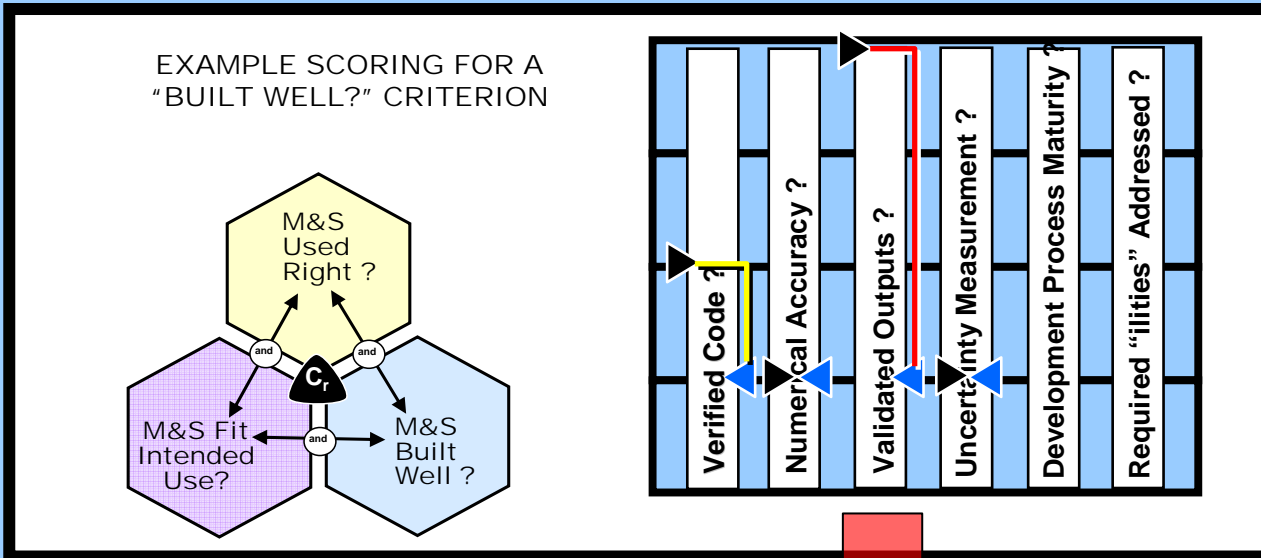 EXAMPLE SCORING FOR A
“BUILT WELL?” CRITERION
M&S
Used
Right ?
and
and
Cr
M&S Fit
Intended
Use?
and
M&S
Built
Well ?
Verified Code ?
Numerical Accuracy ?
Validated Outputs ?
Uncertainty Measurement ?
Development Process Maturity ?
Required “ilities” Addressed ?